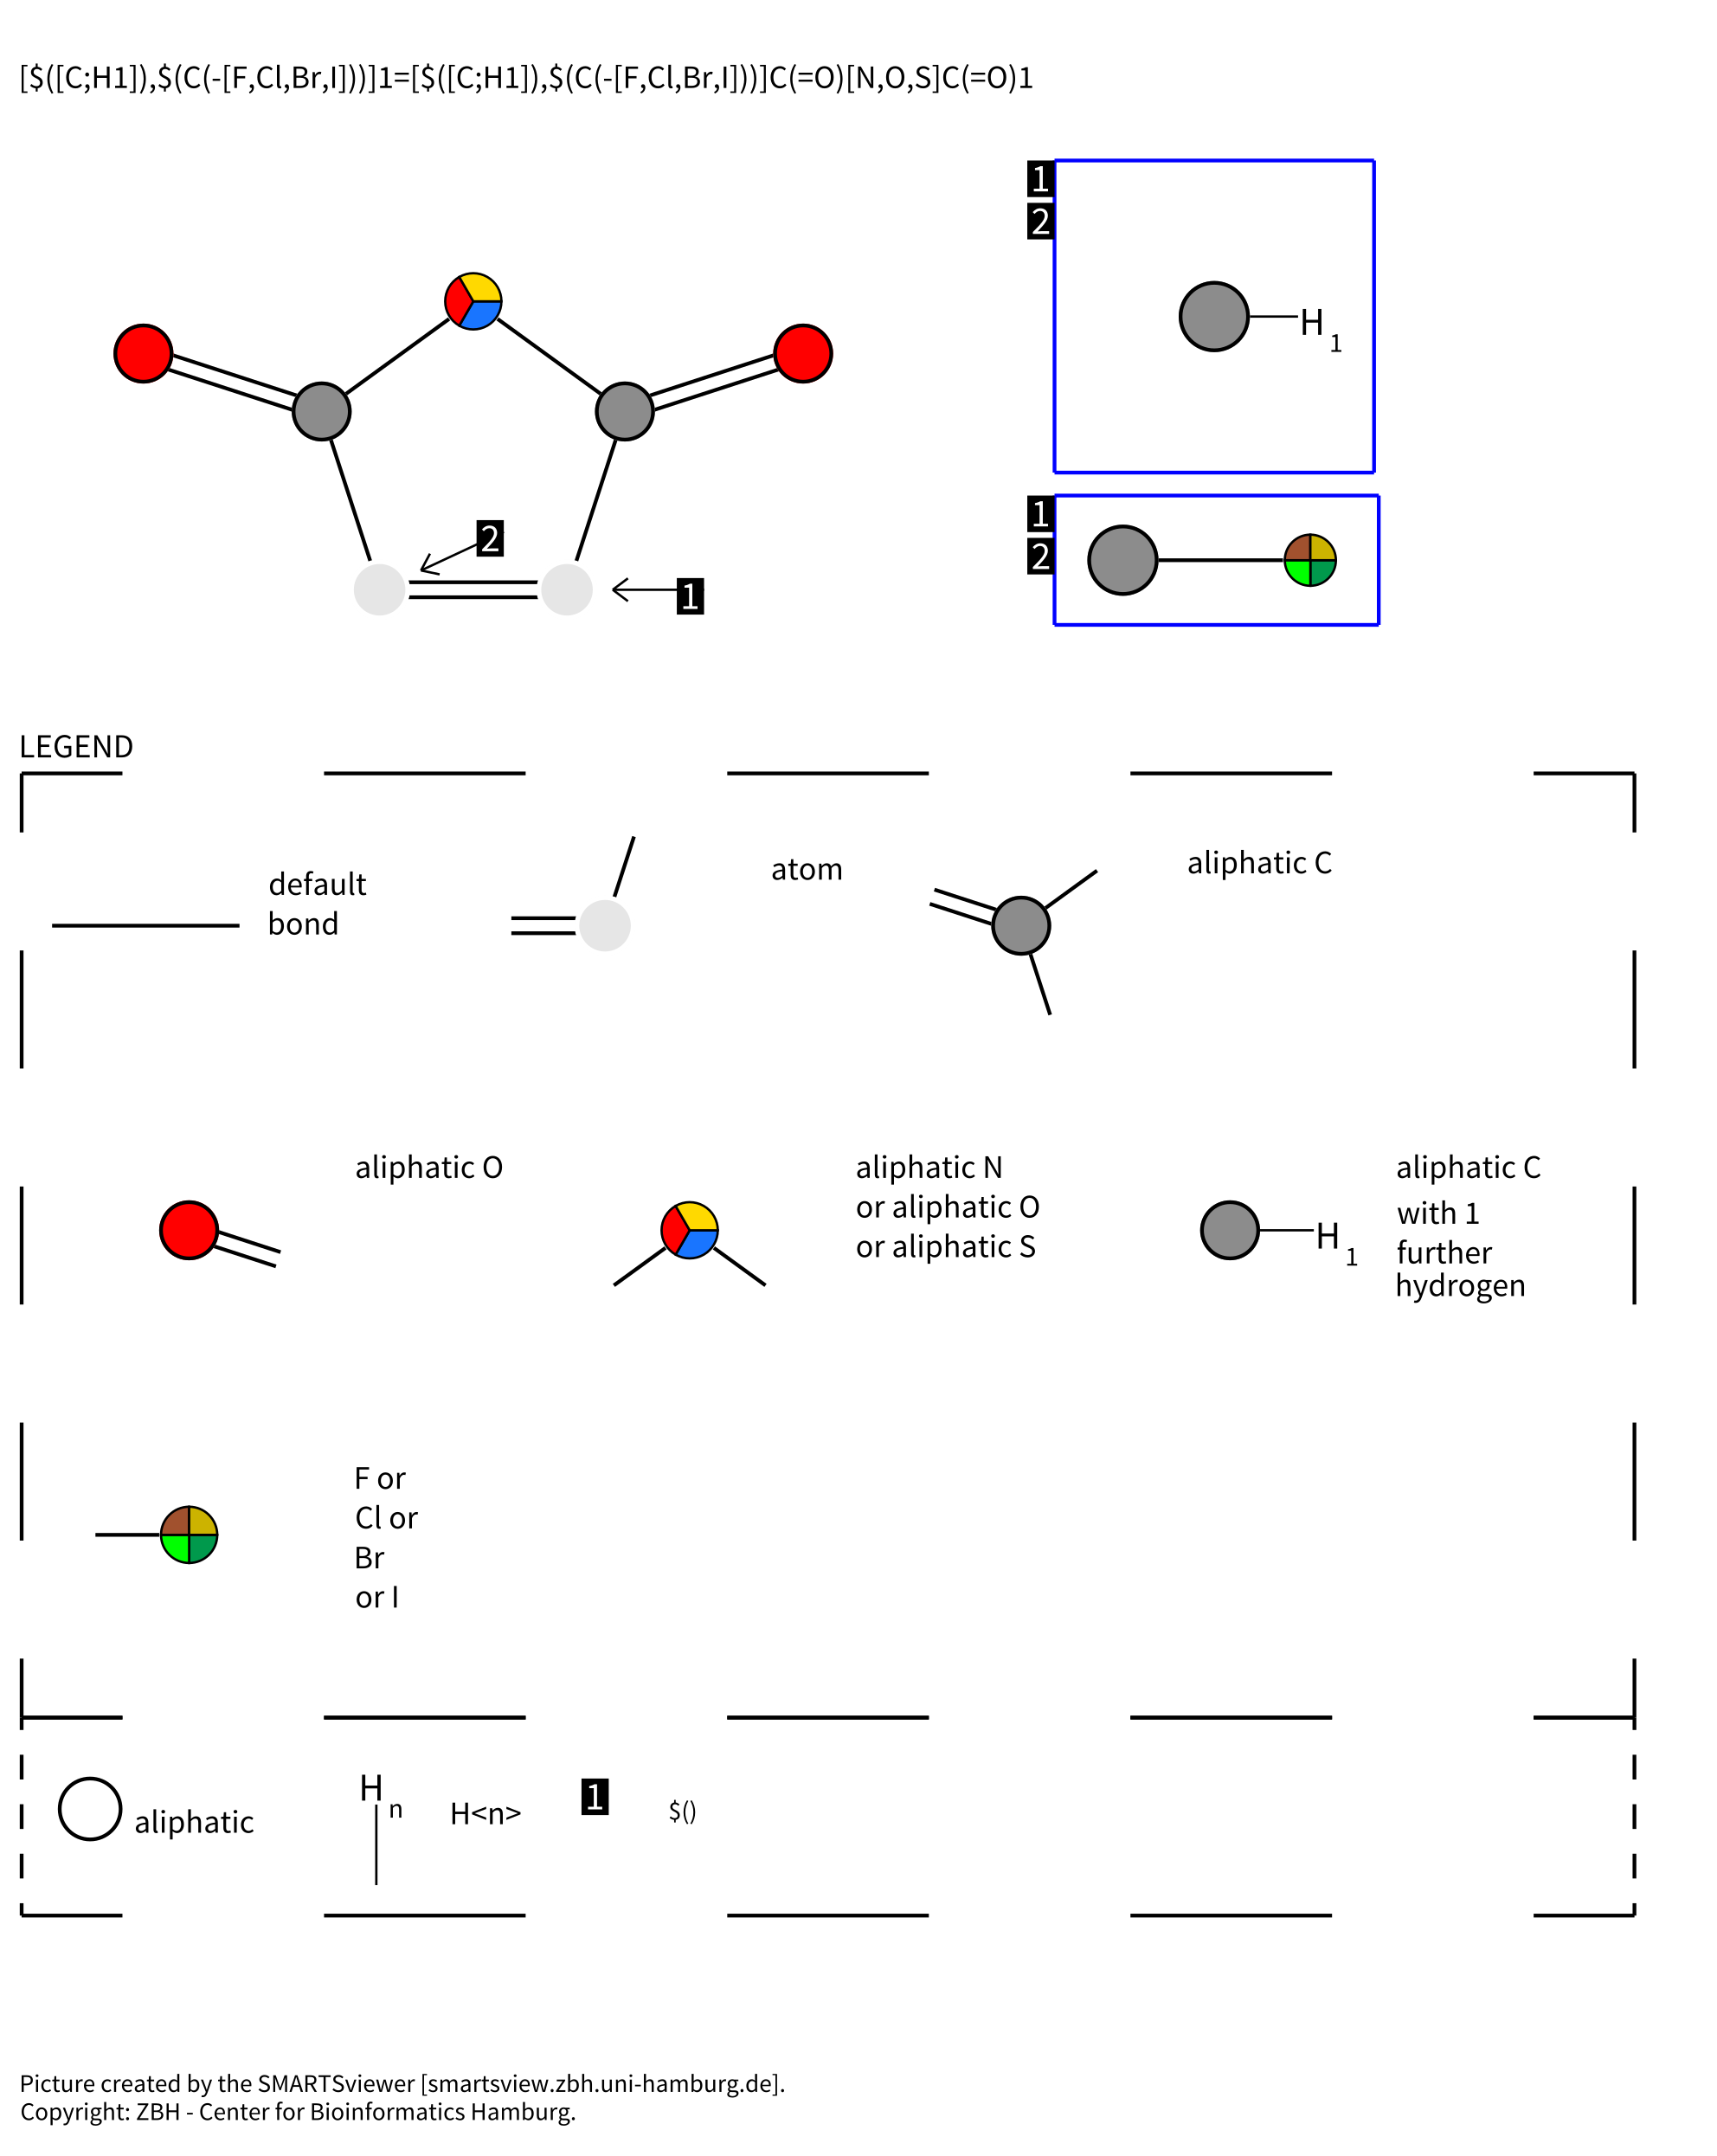 [$([C;H1]),$(C(-[F,Cl,Br,I]))]1=[$([C;H1]),$(C(-[F,Cl,Br,I]))]C(=O)[N,O,S]C(=O)1
1
2
H
1
2
1
1
2
LEGEND
default
bond
atom
aliphatic C
aliphatic O
aliphatic N
or aliphatic O
or aliphatic S
H
1
aliphatic C
with 1
further
hydrogen
F or
Cl or
Br
or I
aliphatic
H
n
H<n>
1
$()
Picture created by the SMARTSviewer [smartsview.zbh.uni-hamburg.de].
Copyright: ZBH - Center for Bioinformatics Hamburg.